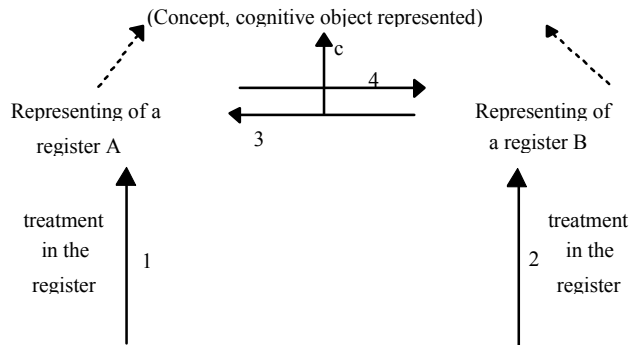 (Concept, cognitive object represented)
c
4
Representing of a
register A
3
Representing of
a register B
treatment
in the
register
1
2
treatment
in the
register